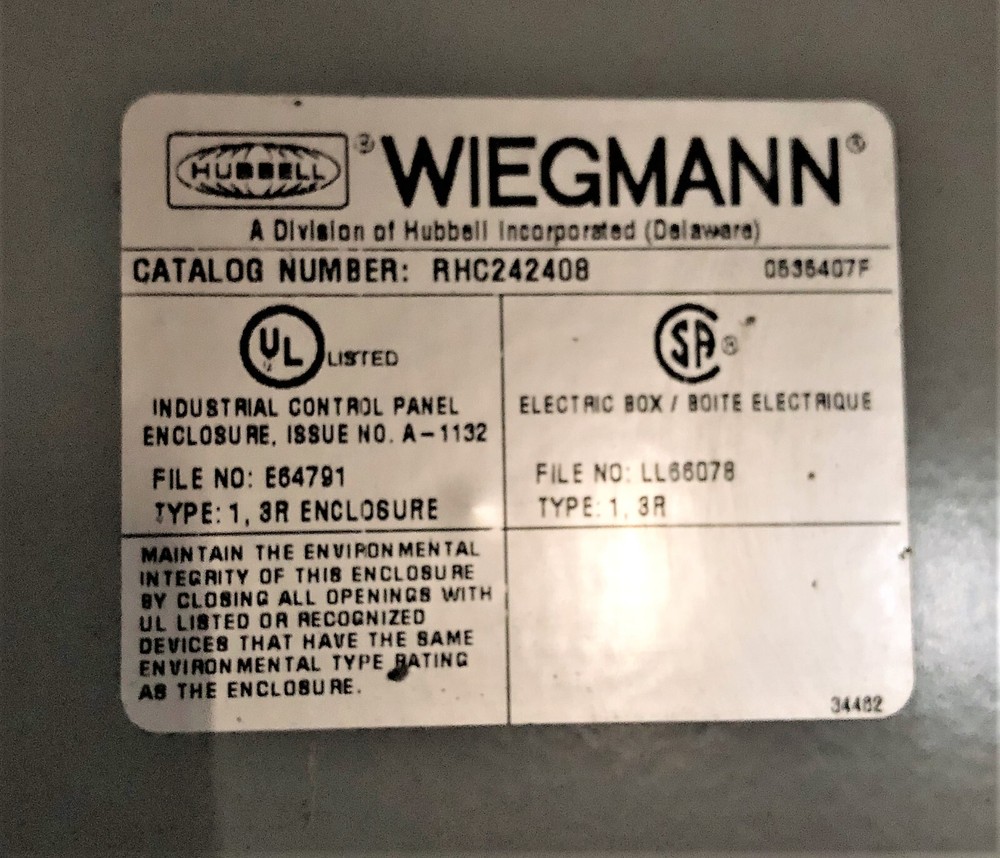 HUBBELL ® WIEGMANN ®
A Division of Hubbell Incorporated (Delaware)
CATALOG NUMBER: RHC242408 0535407F
UL LISTED
INDUSTRIAL CONTROL PANEL
ENCLOSURE, ISSUE NO. A-1132
FILE NO: E64791
TYPE: 1, 3R ENCLOSURE
SA ®
ELECTRIC BOX / BOITE ELECTRIQUE
FILE NO: LL66078
TYPE: 1, 3R
MAINTAIN THE ENVIRONMENTAL
INTEGRITY OF THIS ENCLOSURE
BY CLOSING ALL OPENINGS WITH
UL LISTED OR RECOGNIZED
DEVICES THAT HAVE THE SAME
ENVIRONMENTAL TYPE RATING
AS THE ENCLOSURE.
34482